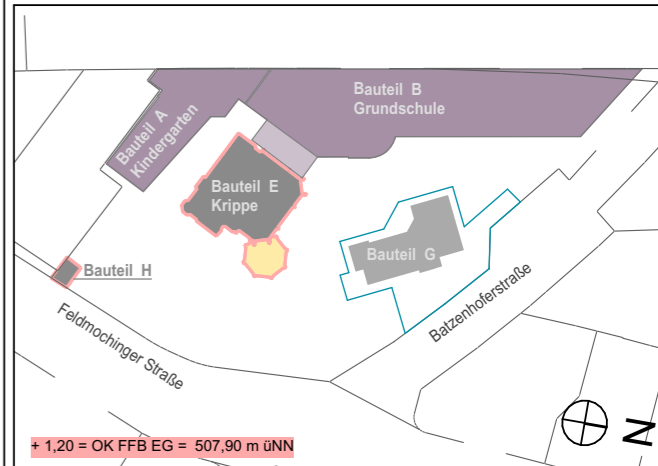 Bauteil B
Grundschule
Bauteil A
Kindergarten
Bauteil E
Krippe
Bauteil G
Bauteil H
Batzenhoferstraße
Feldmochinger Straße
+ 1,20 = OK FFB EG = 507,90 m üNN
N